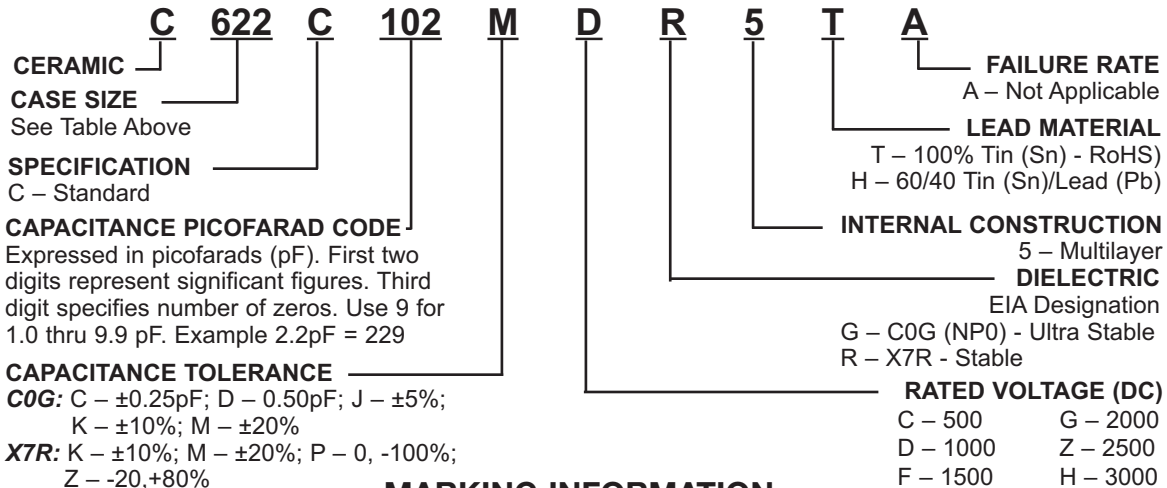 C 622 C 102 M D R 5 T A
CERAMIC
CASE SIZE
See Table Above
SPECIFICATION
C – Standard
CAPACITANCE PICOFARAD CODE
Expressed in picofarads (pF). First two
digits represent significant figures. Third
digit specifies number of zeros. Use 9 for
1.0 thru 9.9 pF. Example 2.2pF = 229
CAPACITANCE TOLERANCE
C0G: C – ±0.25pF; D – 0.50pF; J – ±5%;
K – ±10%; M – ±20%
X7R: K – ±10%; M – ±20%; P – 0, -100%;
Z – -20,+80%
FAILURE RATE
A – Not Applicable
LEAD MATERIAL
T – 100% Tin (Sn) - RoHS)
H – 60/40 Tin (Sn)/Lead (Pb)
INTERNAL CONSTRUCTION
5 – Multilayer
DIELECTRIC
EIA Designation
G – C0G (NP0) - Ultra Stable
R – X7R - Stable
RATED VOLTAGE (DC)
C – 500 G – 2000
D – 1000 Z – 2500
F – 1500 H – 3000
MARKING INFORMATION